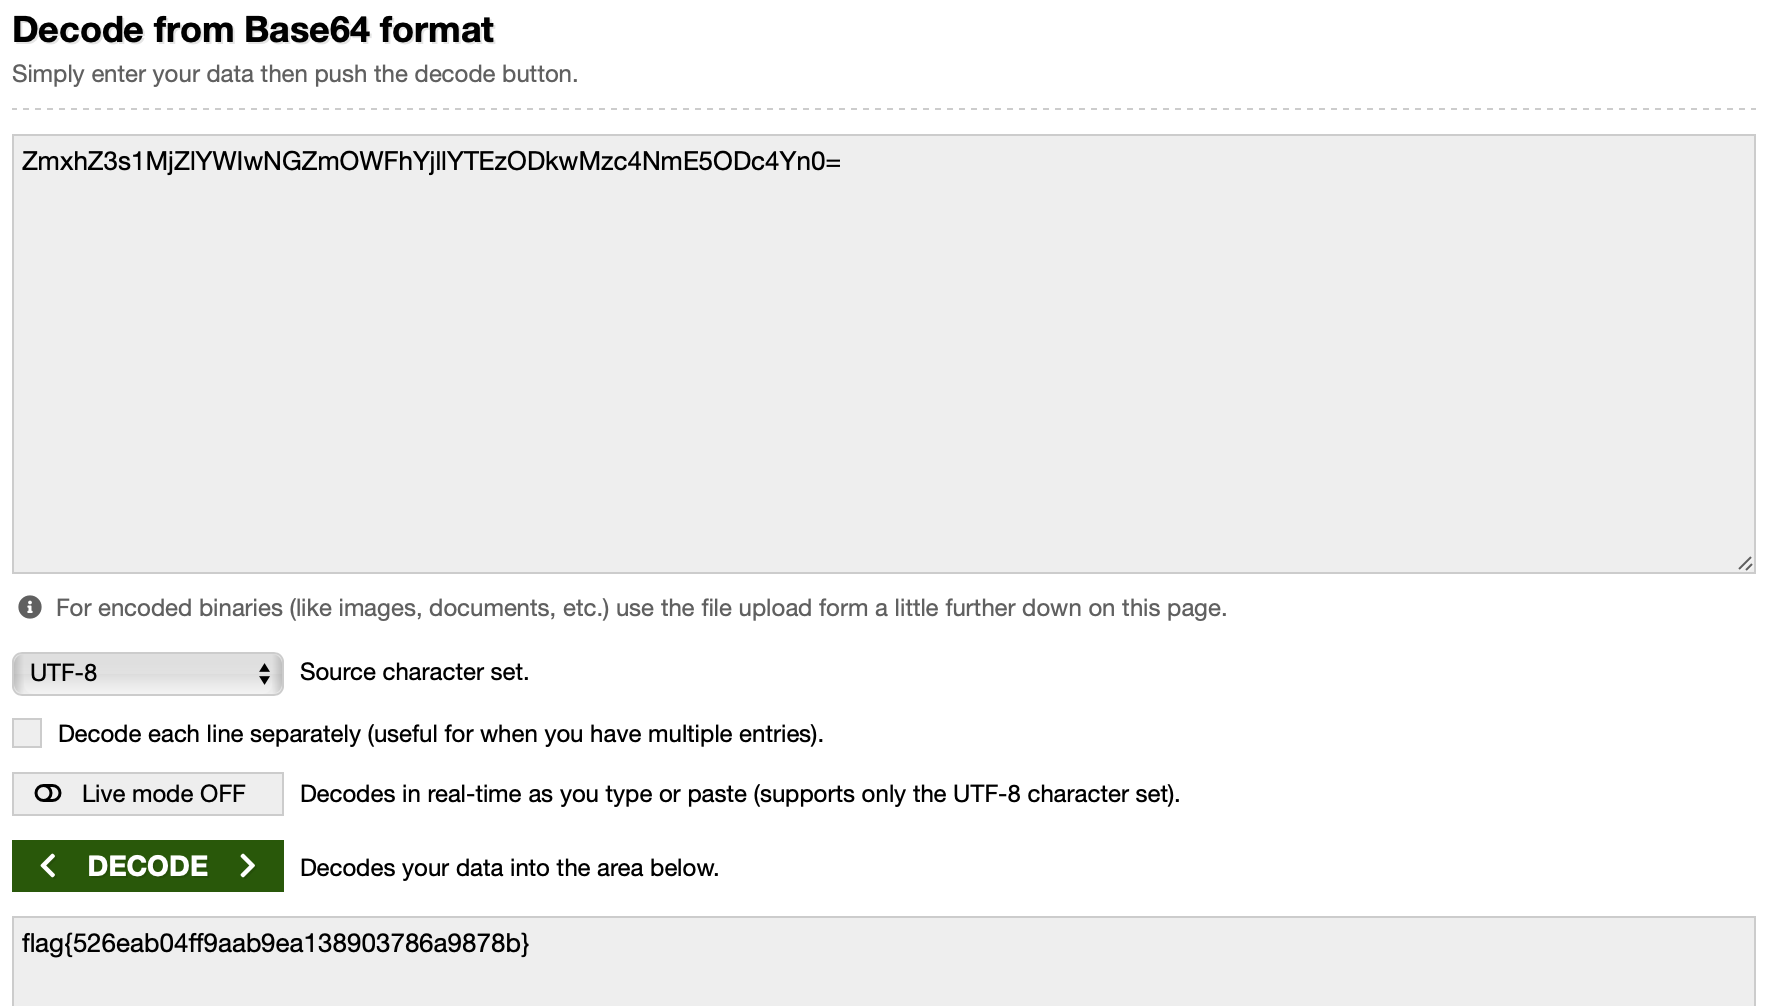 Decode from Base64 format
Simply enter your data then push the decode button.
ZmxhZ3s1MjZlYWIwNGZmOWFhYjllYTEzODkwMzc4NmE5ODc4Yn0=
For encoded binaries (like images, documents, etc.) use the file upload form a little further down on this page.
UTF-8 Source character set.
Decode each line separately (useful for when you have multiple entries).
Live mode OFF Decodes in real-time as you type or paste (supports only the UTF-8 character set).
DECODE Decodes your data into the area below.
flag{526eab04ff9aab9ea138903786a9878b}